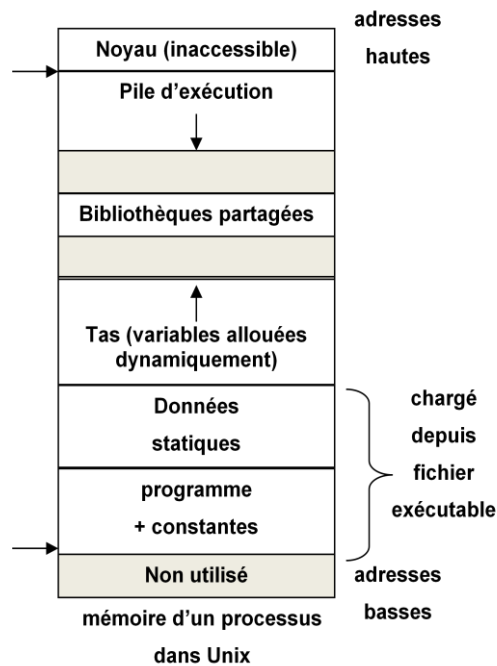 adresses
hautes
Noyau (inaccessible)
Pile d'exécution
Bibliothèques partagées
Tas (variables allouées
dynamiquement)
Données
statiques
programme
+ constantes
chargé
depuis
fichier
exécutable
Non utilisé
adresses
basses
mémoire d'un processus
dans Unix